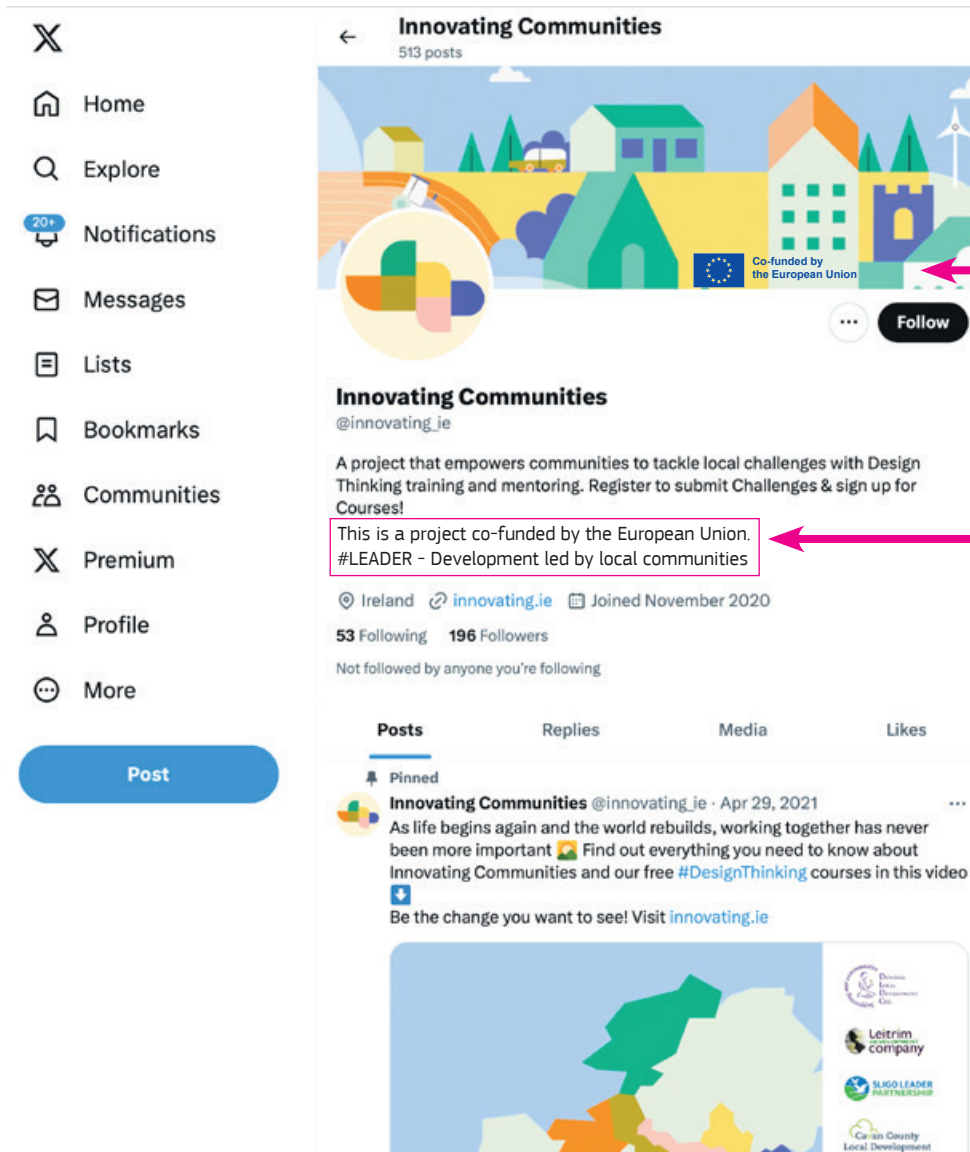 Home
Explore
20+
Notifications
Messages
Lists
Bookmarks
Communities
Premium
Profile
More
Post
Innovating Communities
513 posts
Co-funded by
the European Union
Follow
Innovating Communities
@innovating_ie
A project that empowers communities to tackle local challenges with Design
Thinking training and mentoring. Register to submit Challenges & sign up for
Courses!
This is a project co-funded by the European Union.
#LEADER - Development led by local communities
Ireland innovating.ie Joined November 2020
53 Following 196 Followers
Not followed by anyone you're following
Posts Replies Media Likes
Pinned
Innovating Communities @innovating_ie · Apr 29, 2021
As life begins again and the world rebuilds, working together has never
been more important Find out everything you need to know about
Innovating Communities and our free #DesignThinking courses in this video
Be the change you want to see! Visit innovating.ie
Donegal
Local
Development
Leitrim
DEVELOPMENT
company
SLIGO LEADER
PARTNERSHIP
Cavan County
Local Development